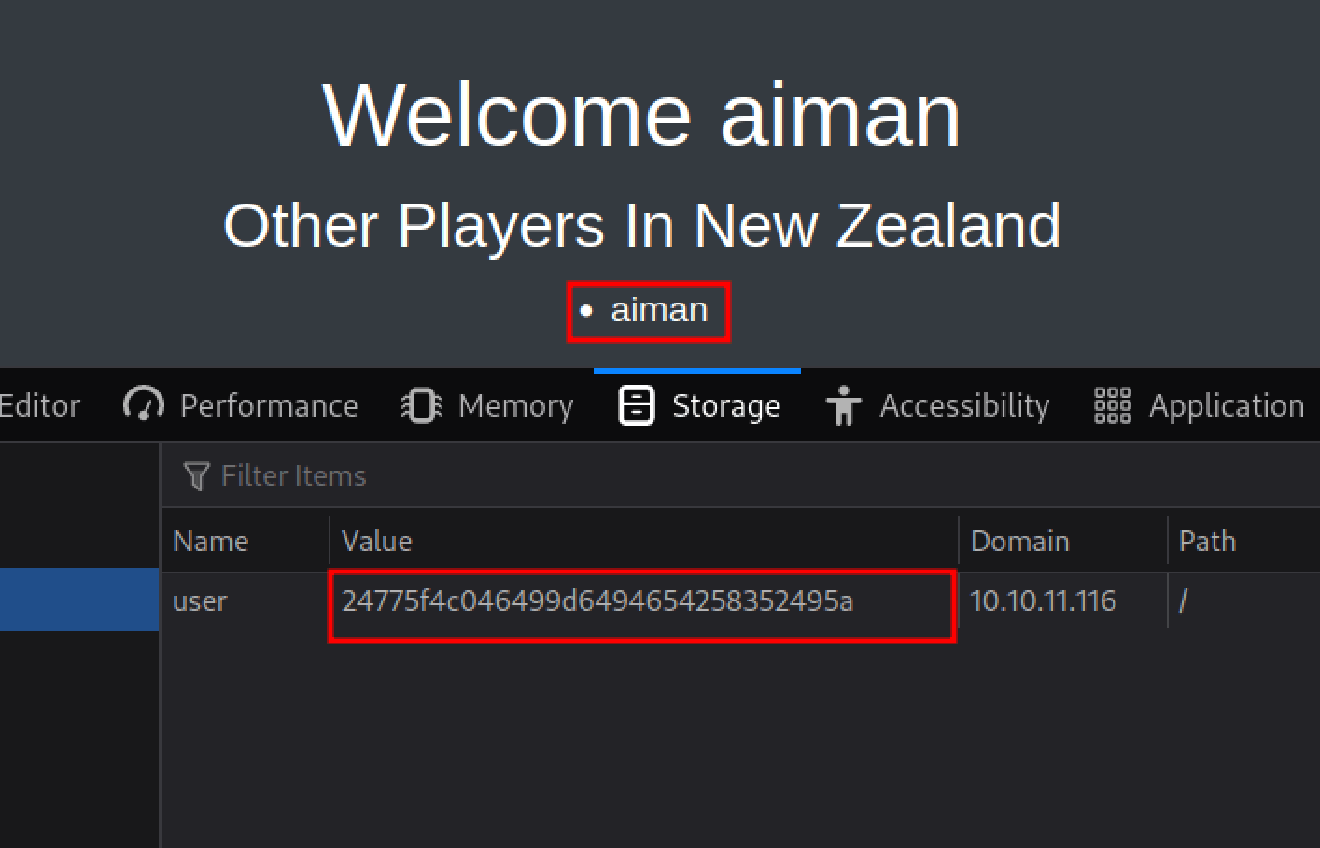 Welcome aiman
Other Players In New Zealand
• aiman
Editor Performance Memory Storage Accessibility Application
Filter Items
Name Value Domain Path
user 24775f4c046499d6494654258352495a 10.10.11.116 /